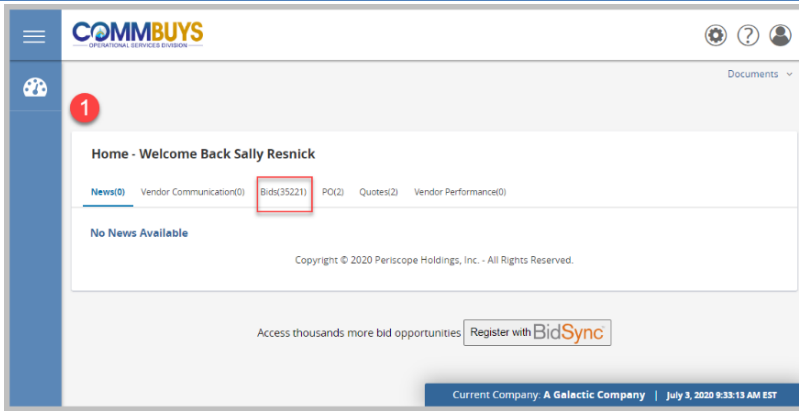 COMMBUYS
OPERATIONAL SERVICES DIVISION
Documents
1
Home - Welcome Back Sally Resnick
News(0) Vendor Communication(0) Bids(35221) PO(2) Quotes(2) Vendor Performance(0)
No News Available
Copyright © 2020 Periscope Holdings, Inc. - All Rights Reserved.
Access thousands more bid opportunities Register with BidSync
Current Company: A Galactic Company | July 3, 2020 9:33:13 AM EST